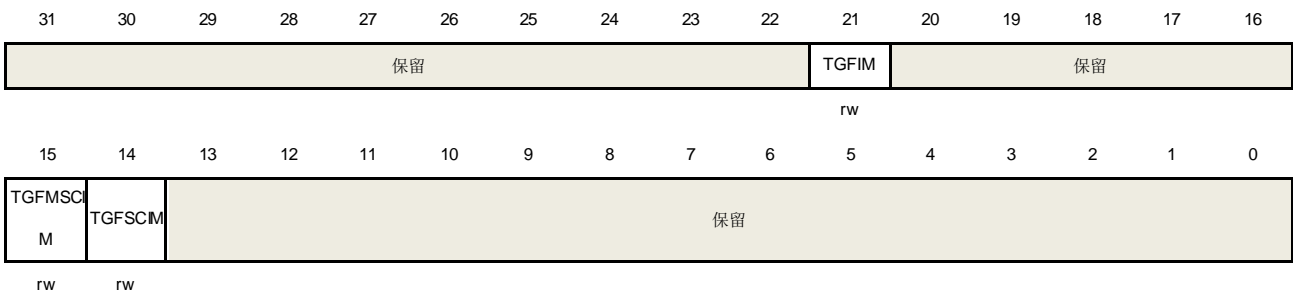 31 30 29 28 27 26 25 24 23 22 21 20 19 18 17 16
保留 TGFIM 保留
rw
15 14 13 12 11 10 9 8 7 6 5 4 3 2 1 0
TGFMSCI
M
TGFSCIM
保留
rw rw